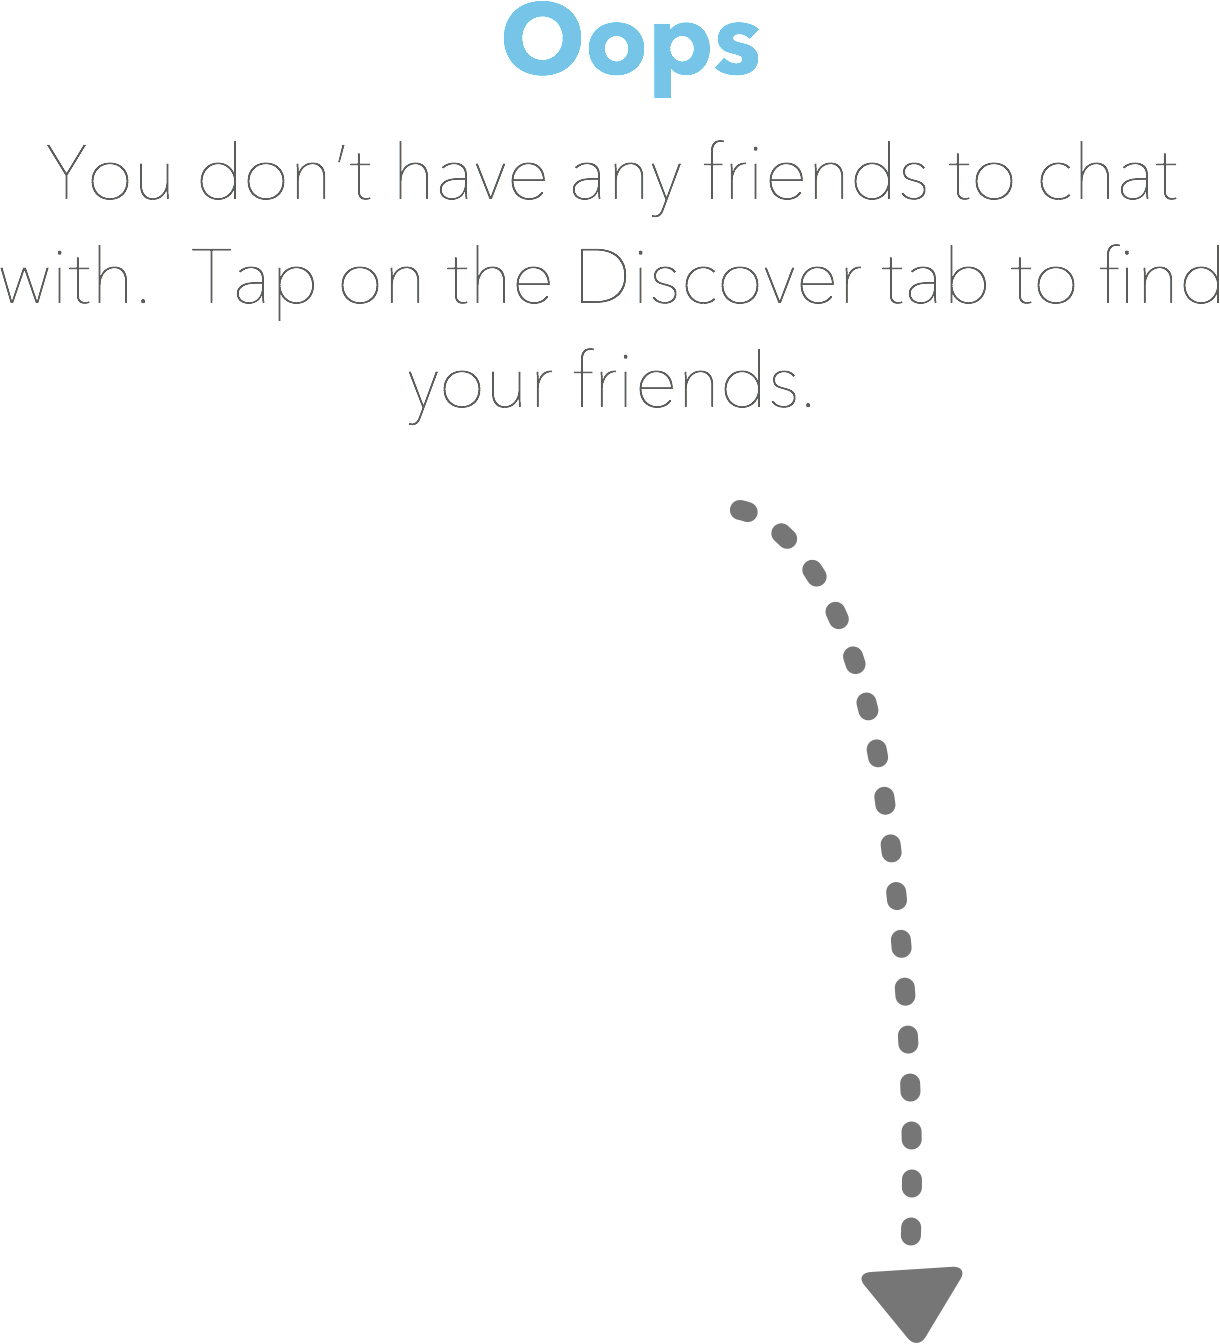 Oops
You don't have any friends to chat
with.  Tap on the Discover tab to find
your friends.